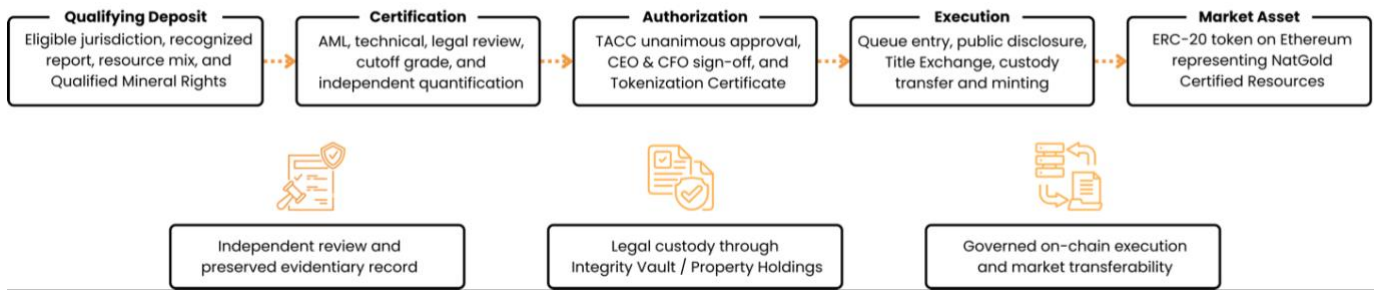 Qualifying Deposit
Eligible jurisdiction, recognized
report, resource mix, and
Qualified Mineral Rights
Certification
AML, technical, legal review,
cutoff grade, and
independent quantification
Authorization
TACC unanimous approval,
CEO & CFO sign-off, and
Tokenization Certificate
Execution
Queue entry, public disclosure,
Title Exchange, custody
transfer and minting
Market Asset
ERC-20 token on Ethereum
representing NatGold
Certified Resources
Independent review and
preserved evidentiary record
Legal custody through
Integrity Vault / Property Holdings
Governed on-chain execution
and market transferability